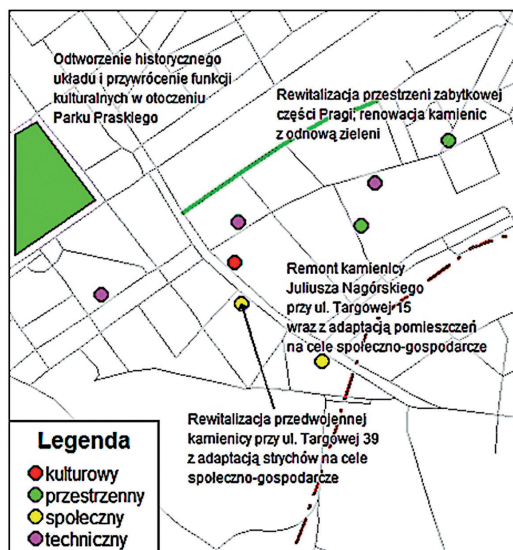 Odtworzenie historycznego
układu i przywrócenie funkcji
kulturalnych w otoczeniu
Parku Praskiego
Rewitalizacja przestrzeni zabytkowej
części Pragi; renowacja kamienic
z odnową zieleni
Remont kamienicy
Juliusza Nagórskiego
przy ul. Targowej 15
wraz z adaptacją pomieszczeń
na cele społeczno-gospodarcze
Rewitalizacja przedwojennej
kamienicy przy ul. Targowej 39
z adaptacją strychów na cele
społeczno-gospodarcze
Legenda
kulturowy
przestrzenny
społeczny
techniczny